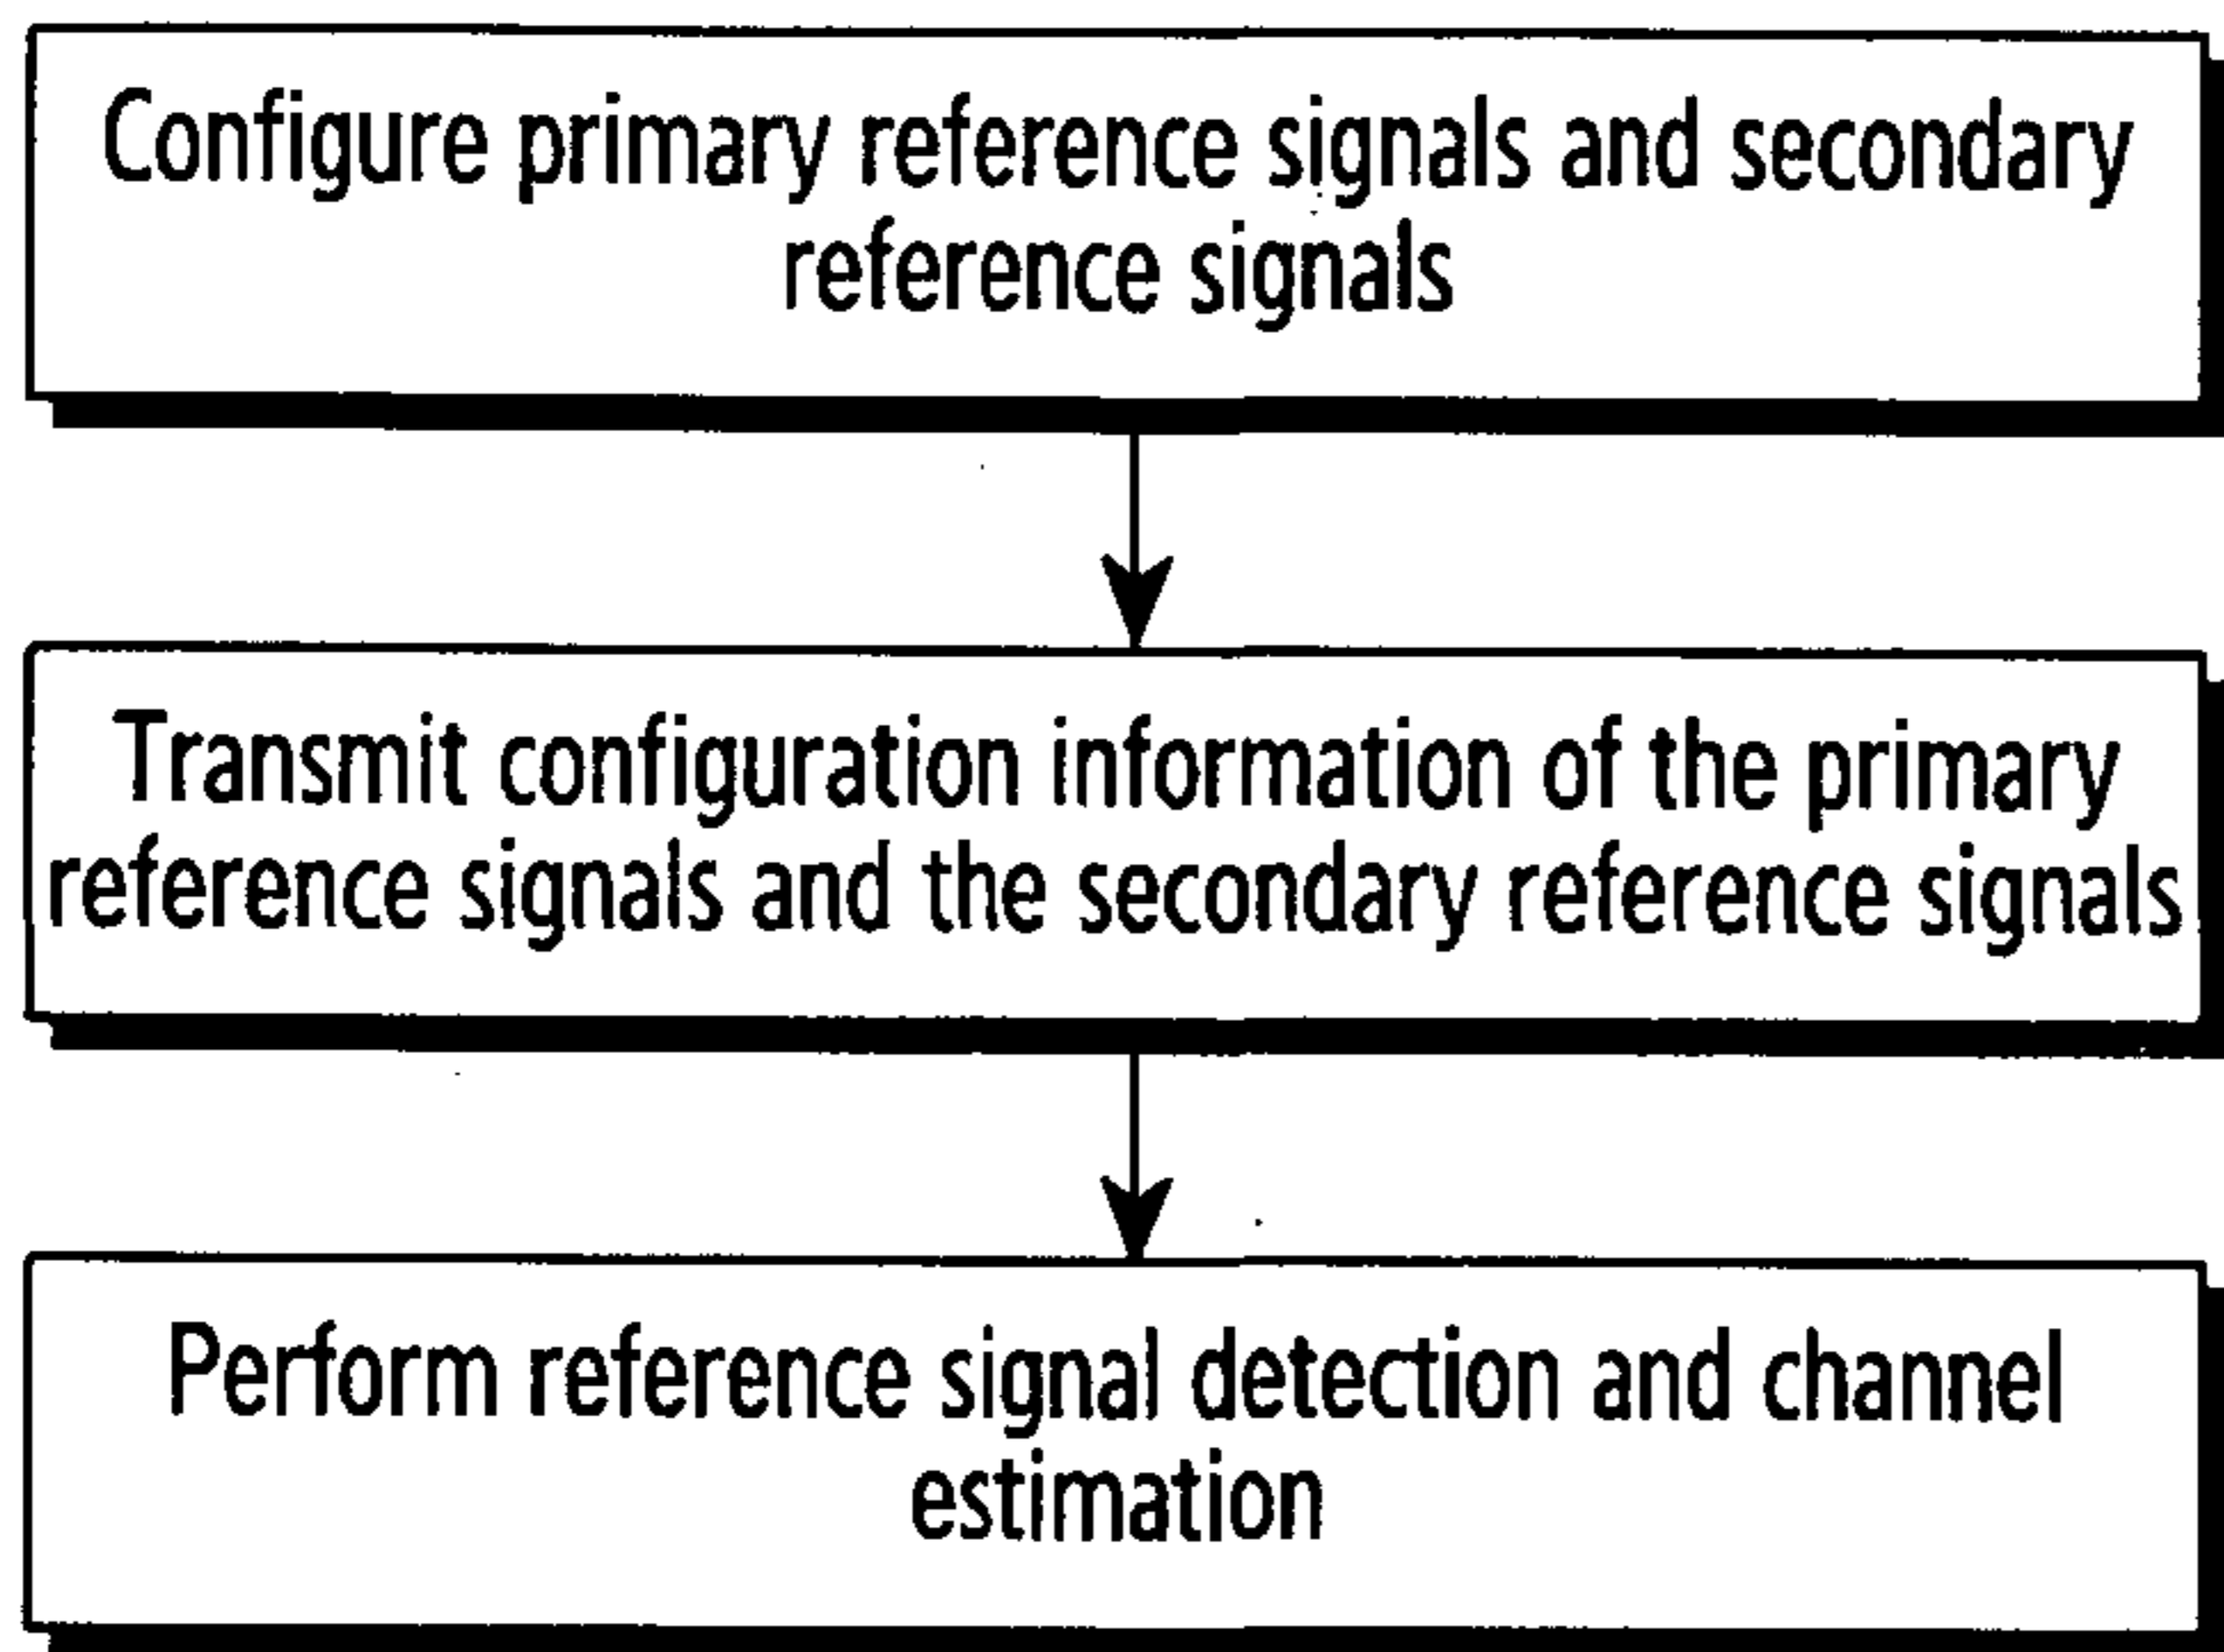 Configure primary reference signals and secondary
reference signals
Transmit configuration information of the primary
reference signals and the secondary reference signals
Perform reference signal detection and channel
estimation